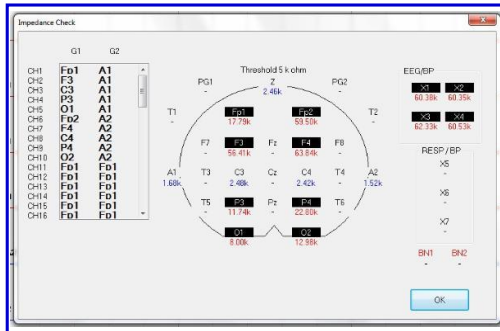 Impedance Check
G1 G2
CH1 Fp1 A1
CH2 F3 A1
CH3 C3 A1
CH4 P3 A1
CH5 O1 A1
CH6 Fp2 A2
CH7 F4 A2
CH8 C4 A2
CH9 P4 A2
CH10 O2 A2
CH11 Fp1 Fp1
CH12 Fp1 Fp1
CH13 Fp1 Fp1
CH14 Fp1 Fp1
CH15 Fp1 Fp1
CH16 Fp1 Fp1
Threshold 5 k ohm
PG1 Z PG2
- 2.46k -
T1 Fp1 Fp2 T2
- 17.79k 59.50k -
F7 F3 Fz F4 F8
- 56.41k - 63.84k -
A1 T3 C3 Cz C4 T4 A2
1.68k - 2.48k - 2.42k - 1.52k
T5 P3 Pz P4 T6
- 11.74k - 22.80k -
O1 O2
8.00k 12.98k
EEG/BP
X1 X2
60.38k 60.35k
X3 X4
62.33k 60.53k
RESP/BP
X5
-
X6
-
X7
-
BN1 BN2
- -
OK